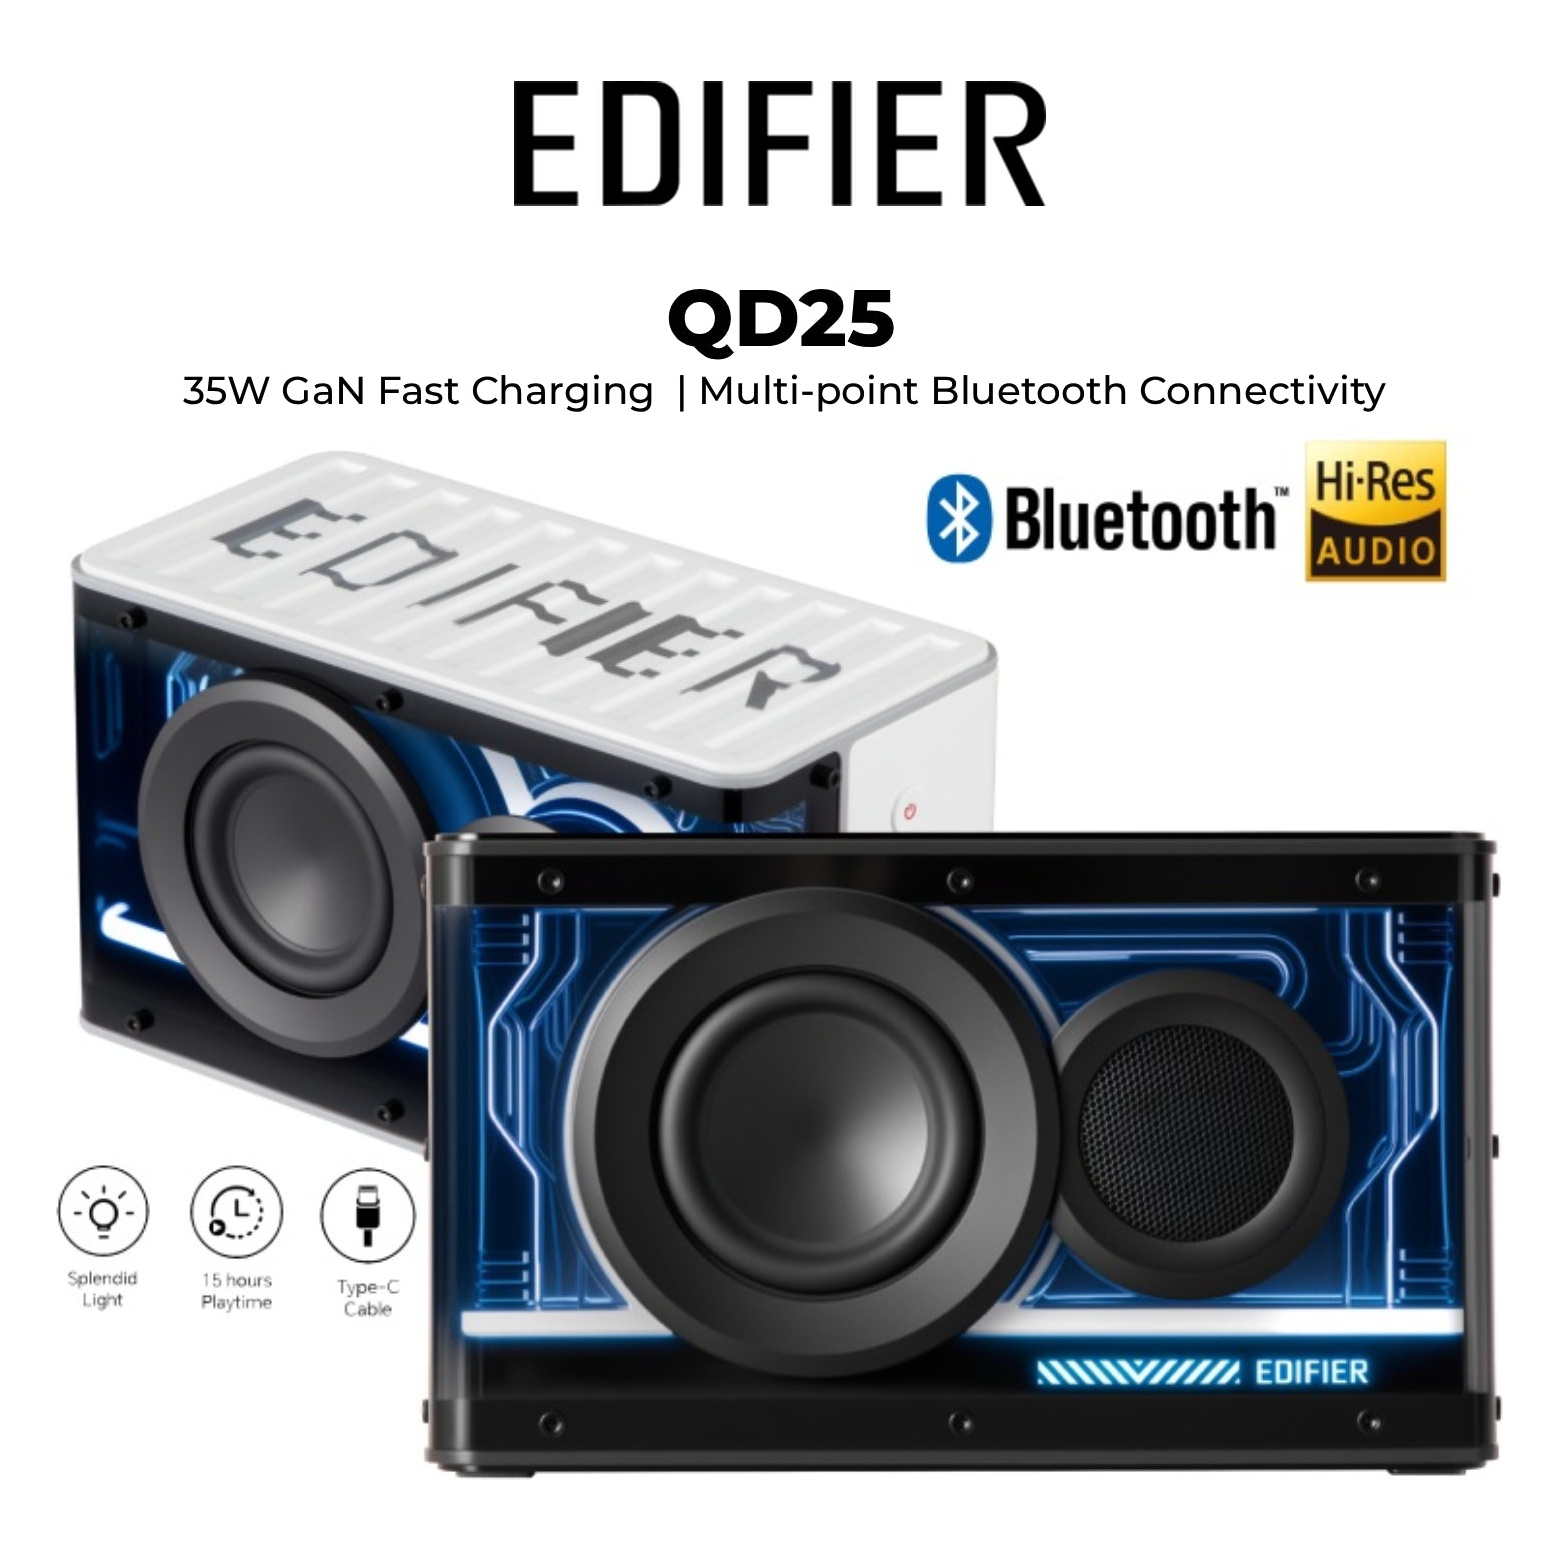 EDIFIER
QD25
35W GaN Fast Charging | Multi-point Bluetooth Connectivity
Bluetooth™
Hi-Res
AUDIO
EDIFIER
Splendid
Light
15 hours
Playtime
Type-C
Cable
EDIFIER